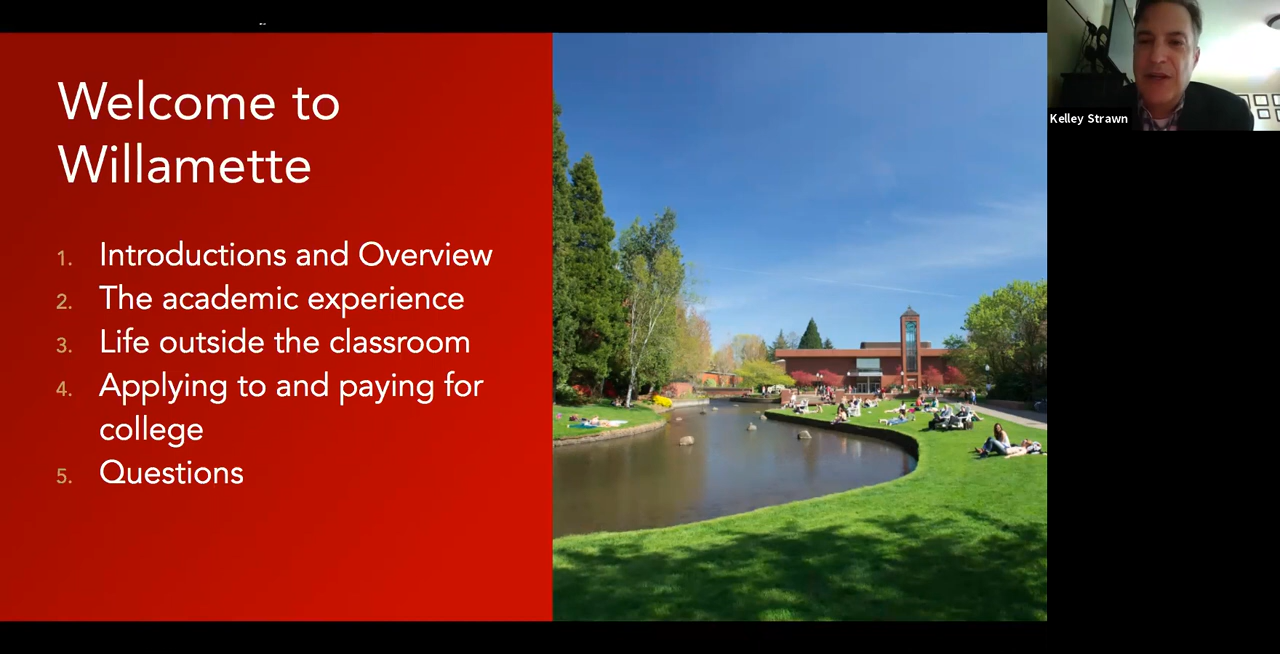 Welcome to
Willamette
1. Introductions and Overview
2. The academic experience
3. Life outside the classroom
4. Applying to and paying for
college
5. Questions
Kelley Strawn